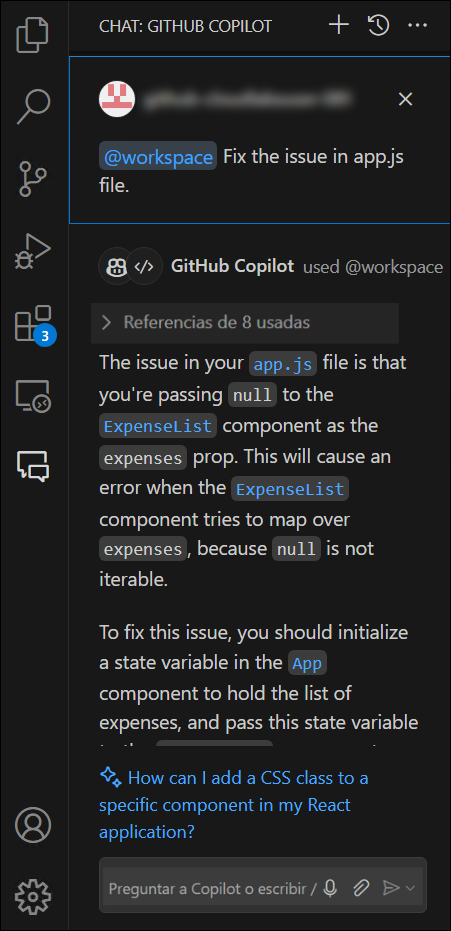 CHAT: GITHUB COPILOT
@workspace Fix the issue in app.js
file.
GitHub Copilot used @workspace
3
Referencias de 8 usadas
The issue in your app.js file is that
you're passing null to the
ExpenseList component as the
expenses prop. This will cause an
error when the ExpenseList
component tries to map over
expenses, because null is not
iterable.
To fix this issue, you should initialize
a state variable in the App
component to hold the list of
expenses, and pass this state variable
How can I add a CSS class to a
specific component in my React
application?
Preguntar a Copilot o escribir /